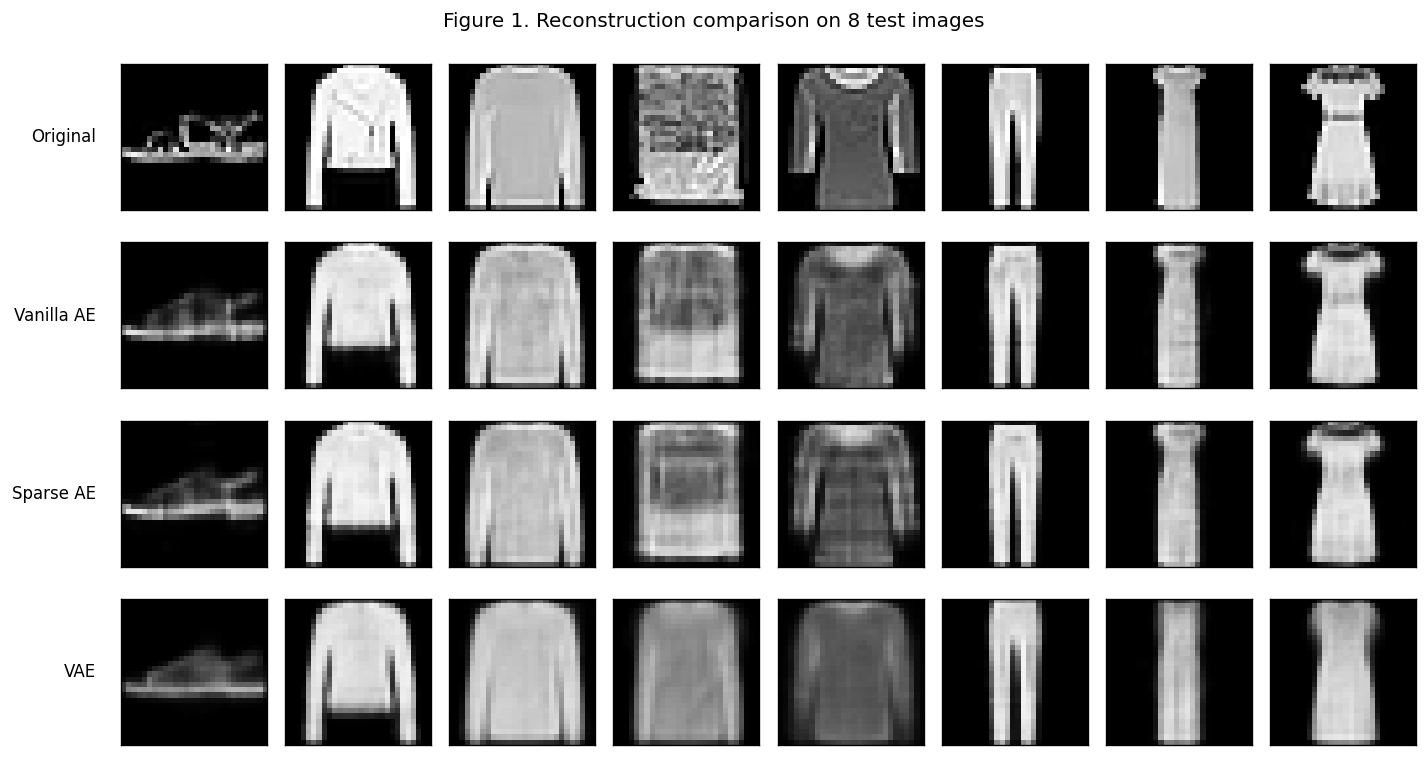 Figure 1. Reconstruction comparison on 8 test images
Original
Vanilla AE
Sparse AE
VAE